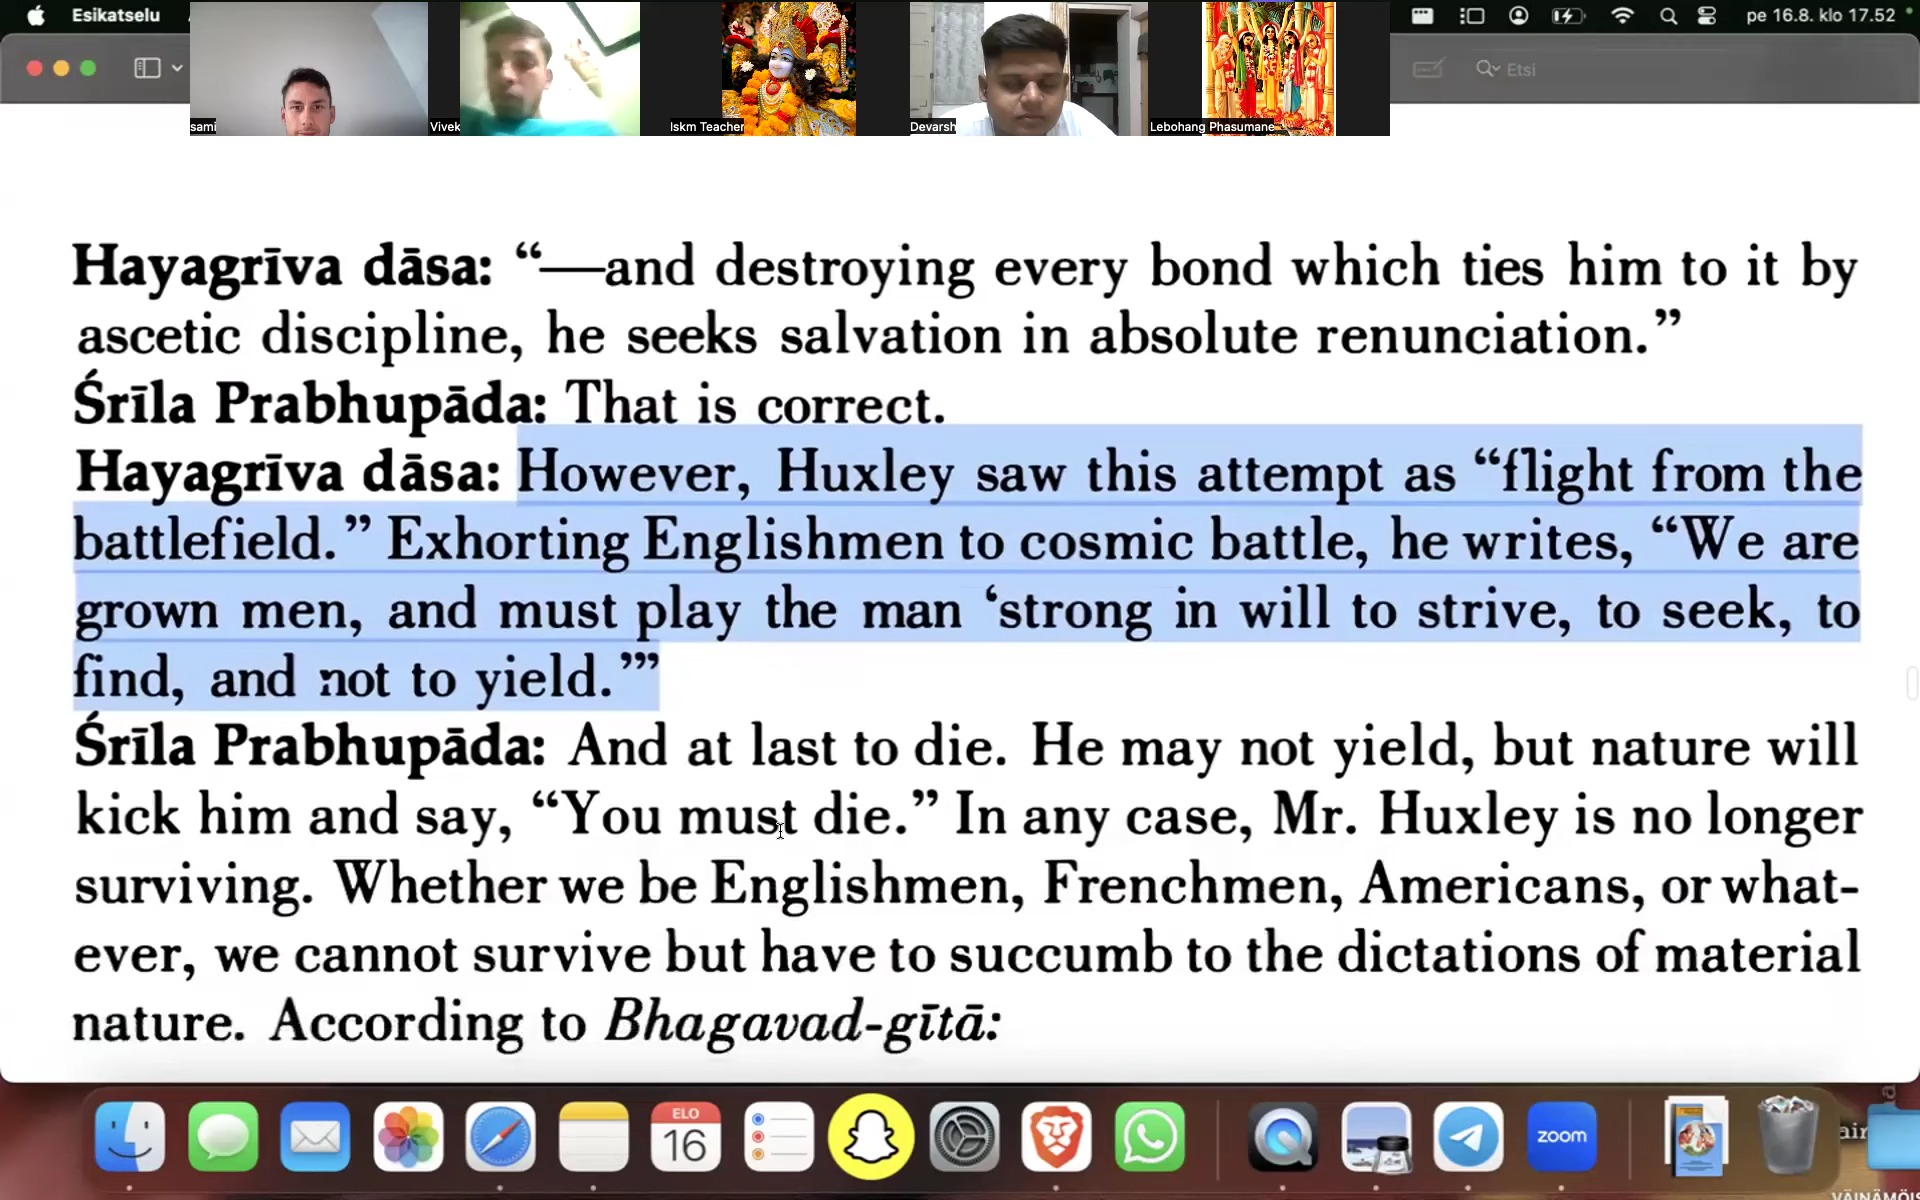 Esikatselu
pe 16.8. klo 17.52
Etsi
sami
Vivek
Iskm Teacher
Devarsh
Lebohang Phasumane
Hayagrīva dāsa: “—and destroying every bond which ties him to it by
ascetic discipline, he seeks salvation in absolute renunciation.”
Śrīla Prabhupāda: That is correct.
Hayagrīva dāsa: However, Huxley saw this attempt as “flight from the
battlefield.” Exhorting Englishmen to cosmic battle, he writes, “We are
grown men, and must play the man ‘strong in will to strive, to seek, to
find, and not to yield.’”
Śrīla Prabhupāda: And at last to die. He may not yield, but nature will
kick him and say, “You must die.” In any case, Mr. Huxley is no longer
surviving. Whether we be Englishmen, Frenchmen, Americans, or what-
ever, we cannot survive but have to succumb to the dictations of material
nature. According to Bhagavad-gītā:
ELO
16
zoom